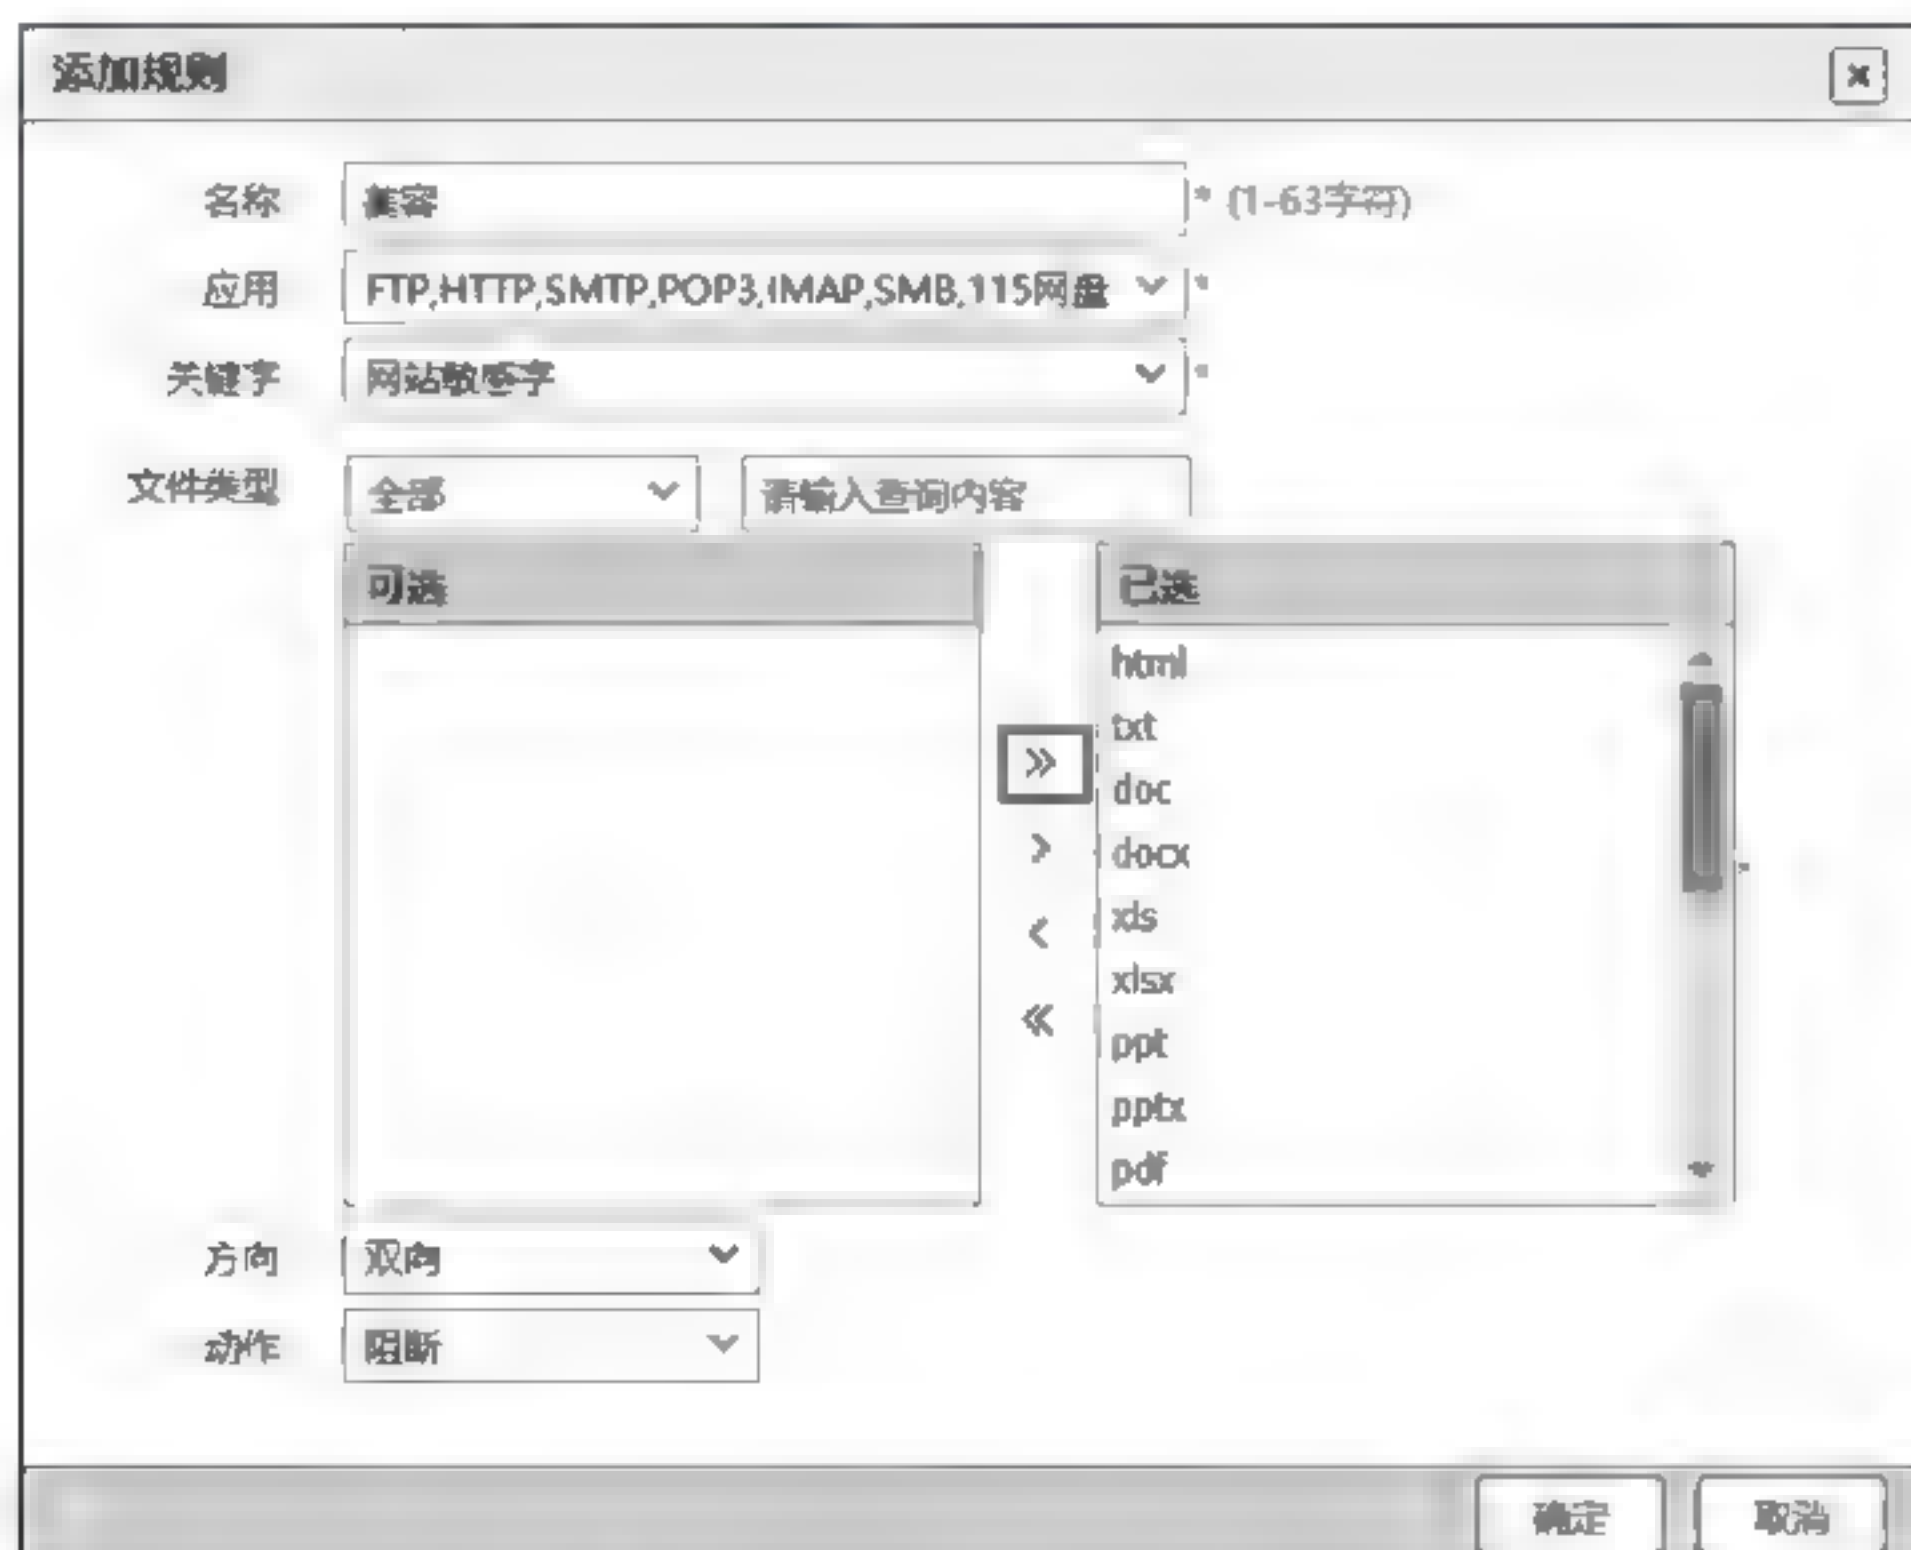 添加规则
名称 容 * (1-63字符)
应用 FTP,HTTP,SMTP,POP3,IMAP,SMB,115网盘 *
关键字 网站敏感字 *
文件类型 全部 请输入查询内容
可选 已选
html
txt
»
doc
>
docx
<
xls
xlsx
«
ppt
pptx
pdf
方向 双向
动作 阻断
确定 取消